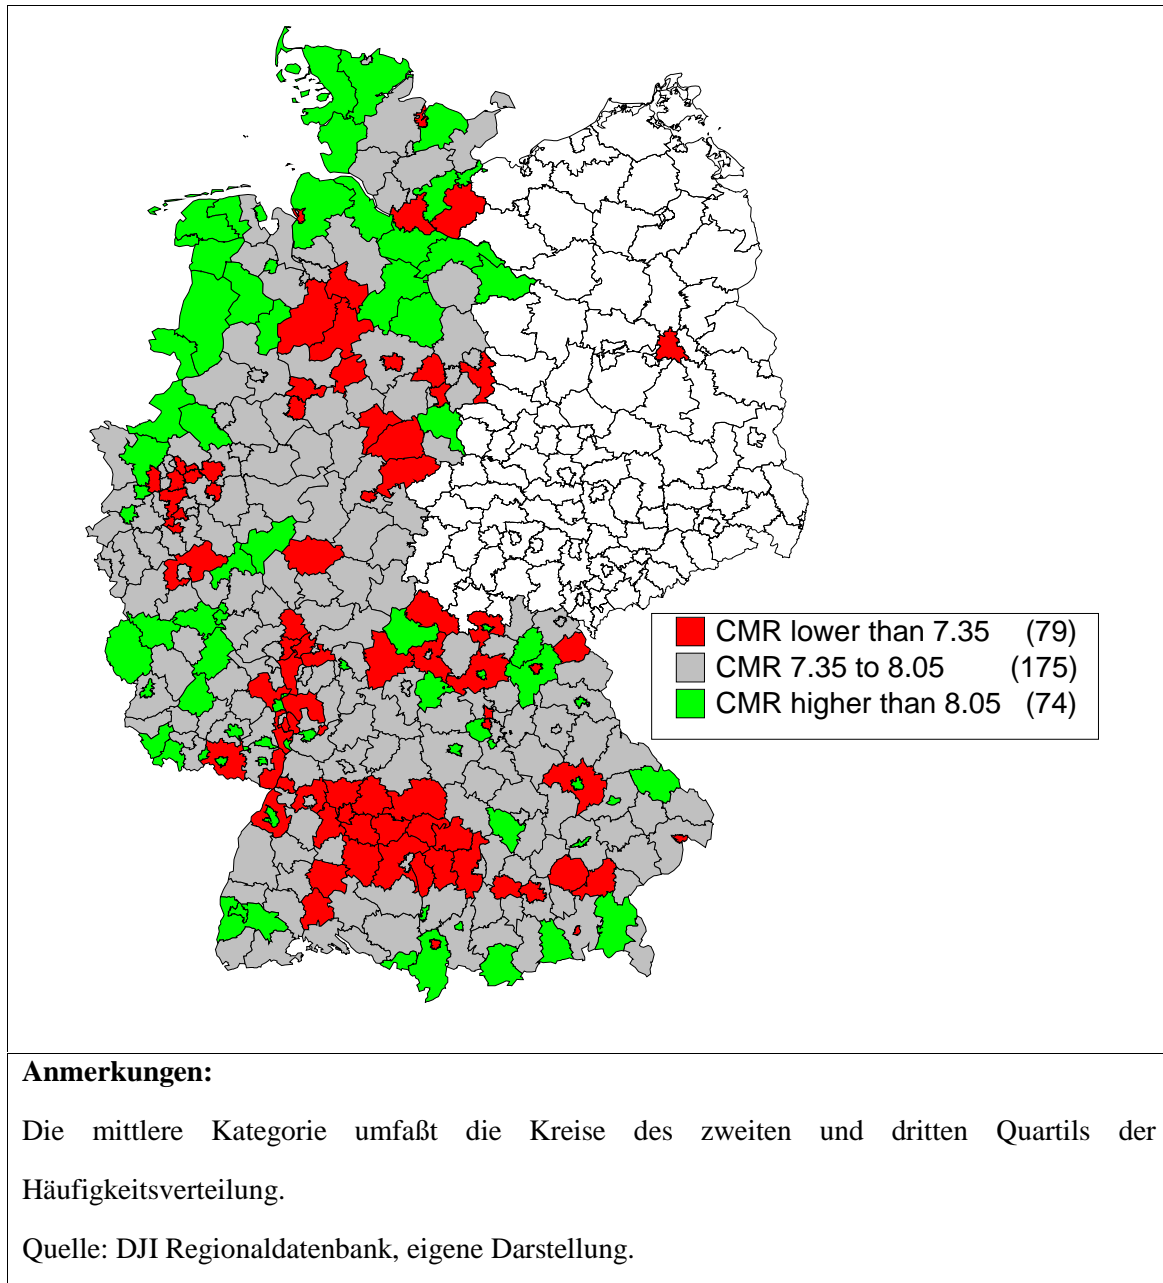 CMR lower than 7.35 (79)
CMR 7.35 to 8.05 (175)
CMR higher than 8.05 (74)
Anmerkungen:
Die mittlere Kategorie umfaßt die Kreise des zweiten und dritten Quartils der
Häufigkeitsverteilung.
Quelle: DJI Regionaldatenbank, eigene Darstellung.